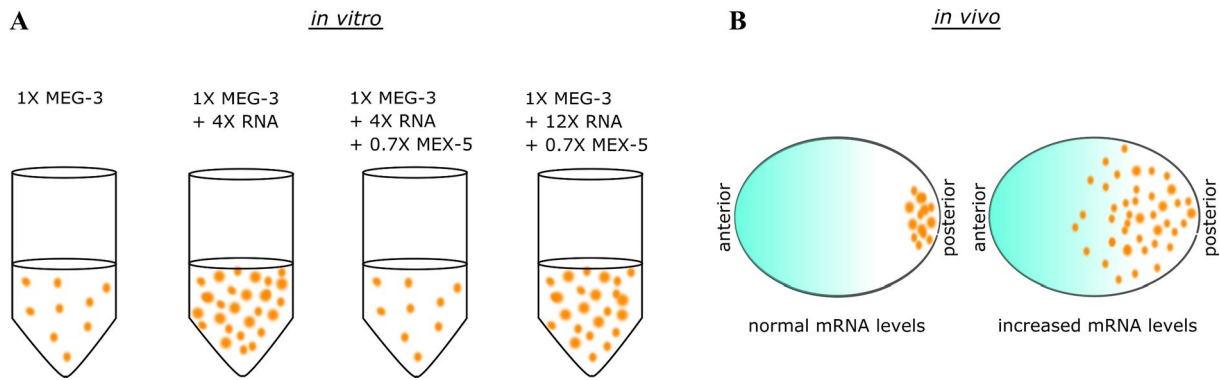 A
in vitro
1X MEG-3
1X MEG-3
+ 4X RNA
1X MEG-3
+ 4X RNA
+ 0.7X MEX-5
1X MEG-3
+ 12X RNA
+ 0.7X MEX-5
B
in vivo
anterior
posterior
normal mRNA levels
anterior
posterior
increased mRNA levels